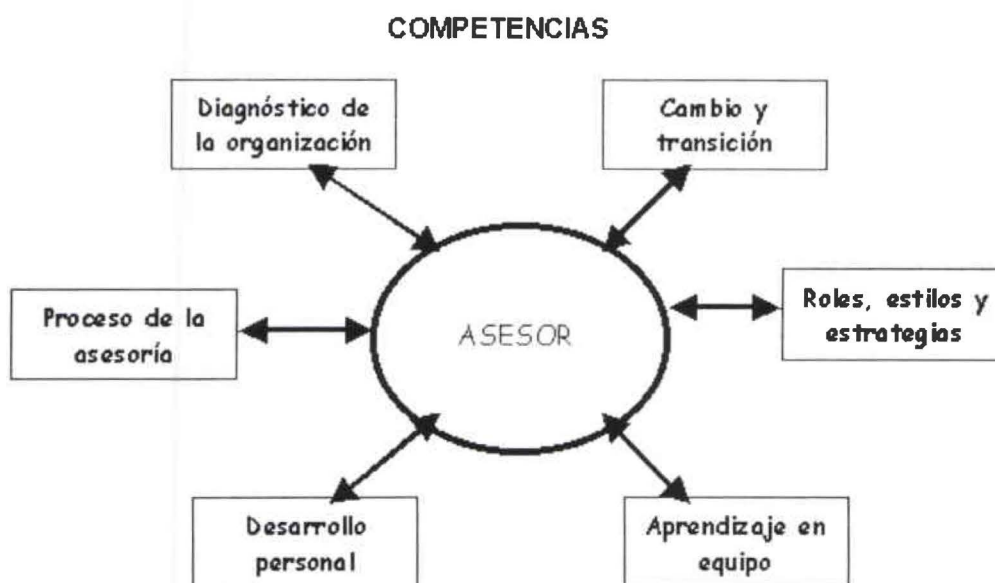 COMPETENCIAS
Diagnóstico de
la organización
Cambio y
transición
Proceso de la
asesoría
ASESOR
Roles, estilos y
estrategias
Desarrollo
personal
Aprendizaje en
equipo